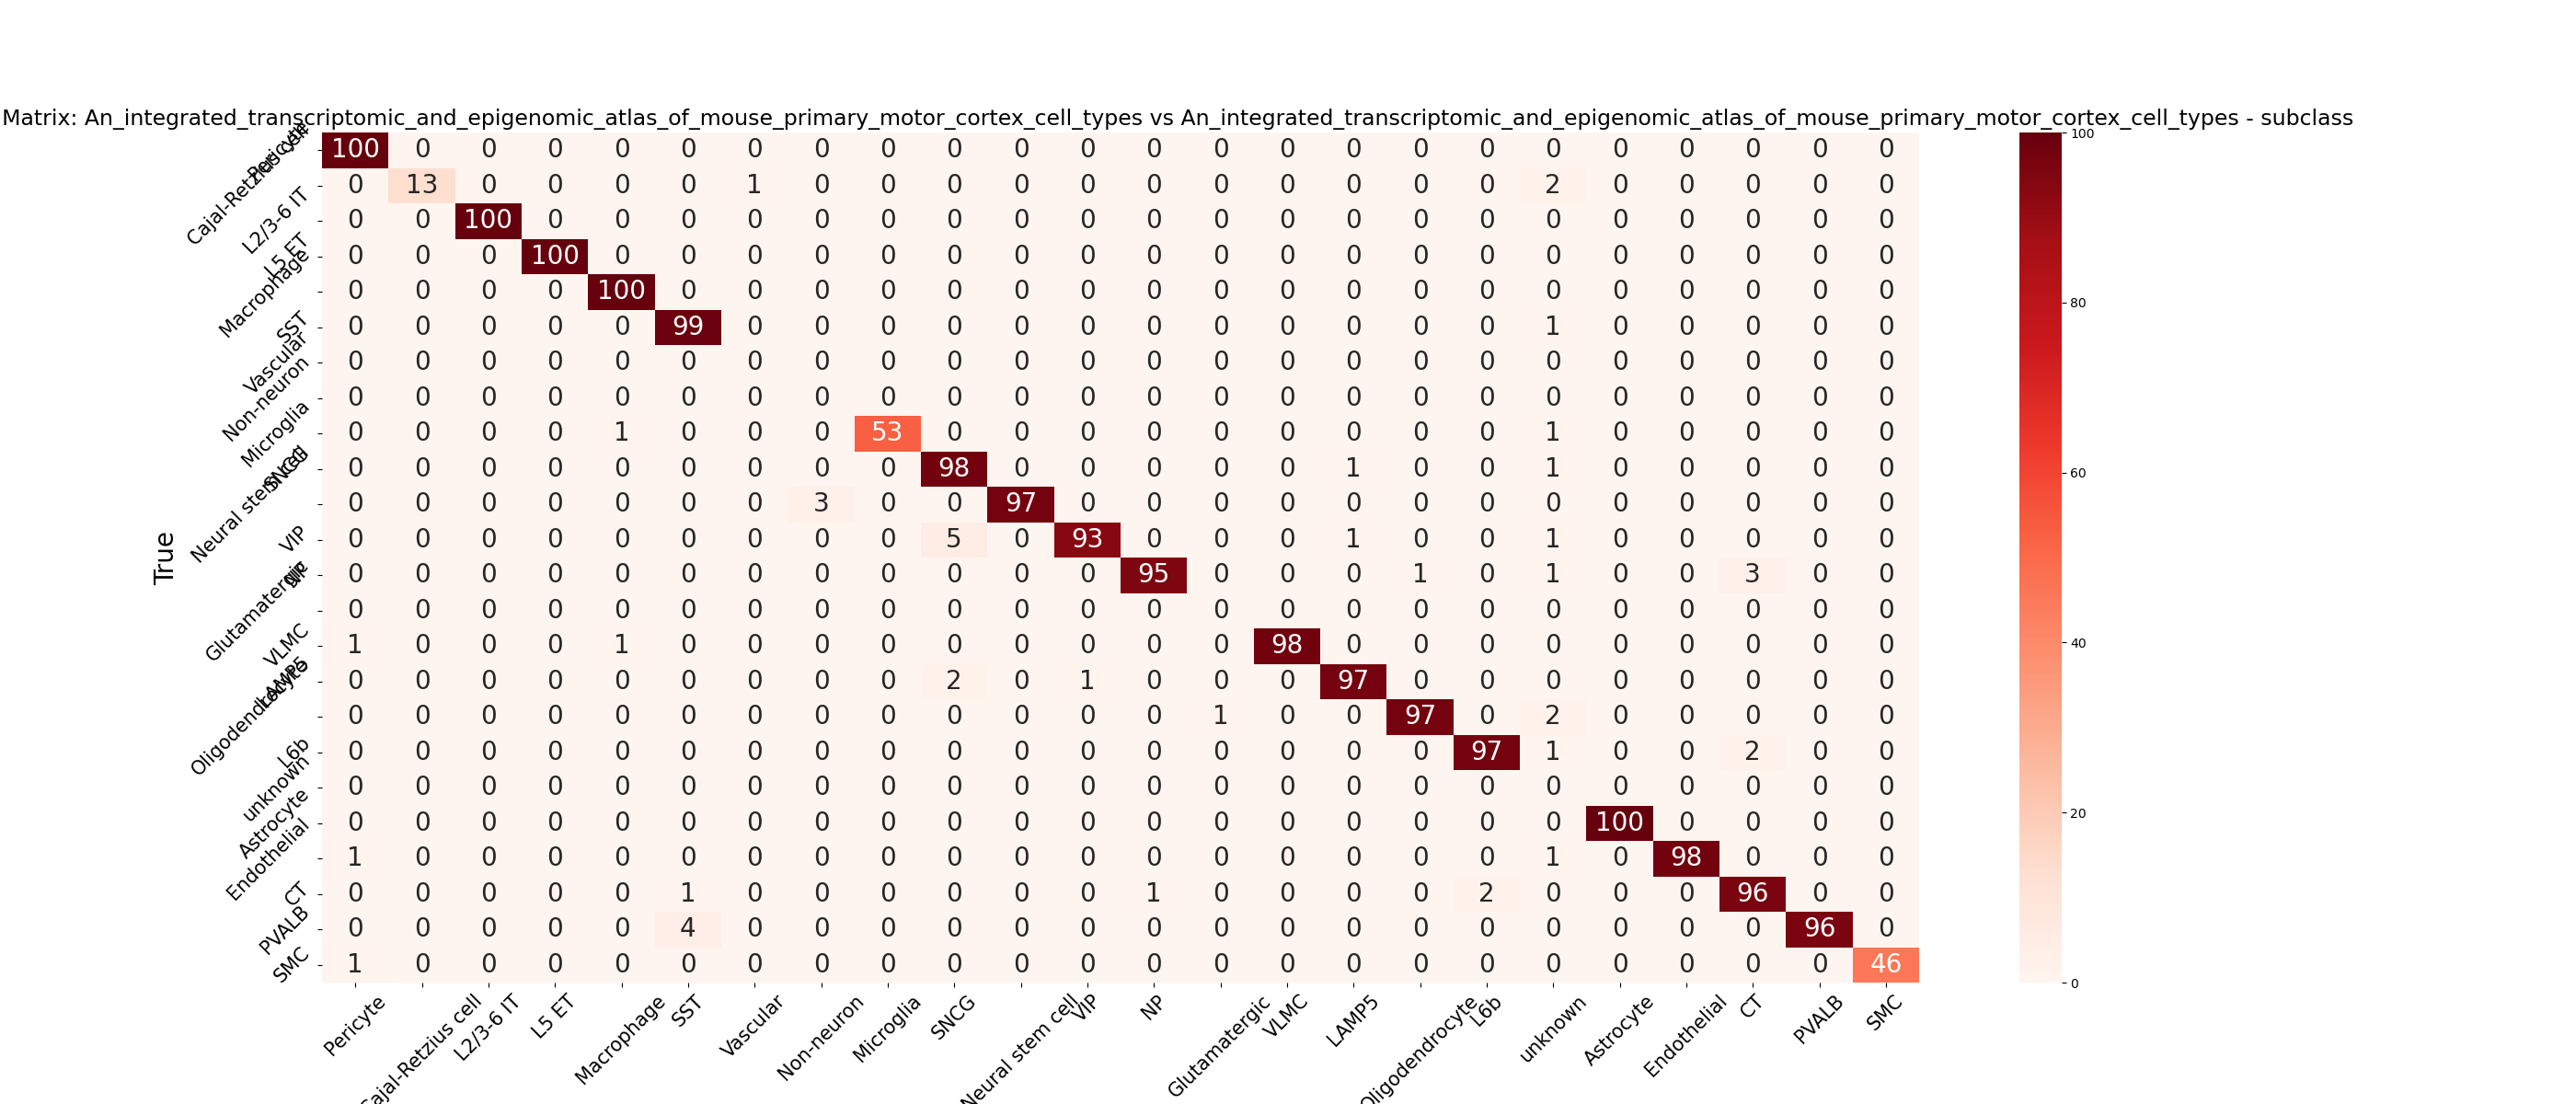 Matrix: An_integrated_transcriptomic_and_epigenomic_atlas_of_mouse_primary_motor_cortex_cell_types vs An_integrated_transcriptomic_and_epigenomic_atlas_of_mouse_primary_motor_cortex_cell_types - subclass
Pericyte 100 0 0 0 0 0 0 0 0 0 0 0 0 0 0 0 0 0 0 0 0 0 0 0
Cajal-Retzius cell 0 13 0 0 0 0 1 0 0 0 0 0 0 0 0 0 0 0 2 0 0 0 0 0
L2/3-6 IT 0 0 100 0 0 0 0 0 0 0 0 0 0 0 0 0 0 0 0 0 0 0 0 0
L5 ET 0 0 0 100 0 0 0 0 0 0 0 0 0 0 0 0 0 0 0 0 0 0 0 0
Macrophage 0 0 0 0 100 0 0 0 0 0 0 0 0 0 0 0 0 0 0 0 0 0 0 0
SST 0 0 0 0 0 99 0 0 0 0 0 0 0 0 0 0 0 0 1 0 0 0 0 0
Vascular 0 0 0 0 0 0 0 0 0 0 0 0 0 0 0 0 0 0 0 0 0 0 0 0
Non-neuron 0 0 0 0 0 0 0 0 0 0 0 0 0 0 0 0 0 0 0 0 0 0 0 0
Microglia 0 0 0 0 1 0 0 0 53 0 0 0 0 0 0 0 0 0 1 0 0 0 0 0
SNCG 0 0 0 0 0 0 0 0 0 98 0 0 0 0 0 1 0 0 1 0 0 0 0 0
Neural stem cell 0 0 0 0 0 0 0 3 0 0 97 0 0 0 0 0 0 0 0 0 0 0 0 0
VIP 0 0 0 0 0 0 0 0 0 5 0 93 0 0 0 1 0 0 1 0 0 0 0 0
NP 0 0 0 0 0 0 0 0 0 0 0 0 95 0 0 0 1 0 1 0 0 3 0 0
Glutamatergic 0 0 0 0 0 0 0 0 0 0 0 0 0 0 0 0 0 0 0 0 0 0 0 0
VLMC 1 0 0 0 1 0 0 0 0 0 0 0 0 0 98 0 0 0 0 0 0 0 0 0
LAMP5 0 0 0 0 0 0 0 0 0 2 0 1 0 0 0 97 0 0 0 0 0 0 0 0
Oligodendrocyte 0 0 0 0 0 0 0 0 0 0 0 0 0 1 0 0 97 0 2 0 0 0 0 0
L6b 0 0 0 0 0 0 0 0 0 0 0 0 0 0 0 0 0 97 1 0 0 2 0 0
unknown 0 0 0 0 0 0 0 0 0 0 0 0 0 0 0 0 0 0 0 0 0 0 0 0
Astrocyte 0 0 0 0 0 0 0 0 0 0 0 0 0 0 0 0 0 0 0 100 0 0 0 0
Endothelial 1 0 0 0 0 0 0 0 0 0 0 0 0 0 0 0 0 0 1 0 98 0 0 0
CT 0 0 0 0 0 1 0 0 0 0 0 0 1 0 0 0 0 2 0 0 0 96 0 0
PVALB 0 0 0 0 0 4 0 0 0 0 0 0 0 0 0 0 0 0 0 0 0 0 96 0
SMC 1 0 0 0 0 0 0 0 0 0 0 0 0 0 0 0 0 0 0 0 0 0 0 46
True
Pericyte Cajal-Retzius cell L2/3-6 IT L5 ET Macrophage SST Vascular Non-neuron Microglia SNCG Neural stem cell VIP NP Glutamatergic VLMC LAMP5 Oligodendrocyte L6b unknown Astrocyte Endothelial CT PVALB SMC
100
80
60
40
20
0